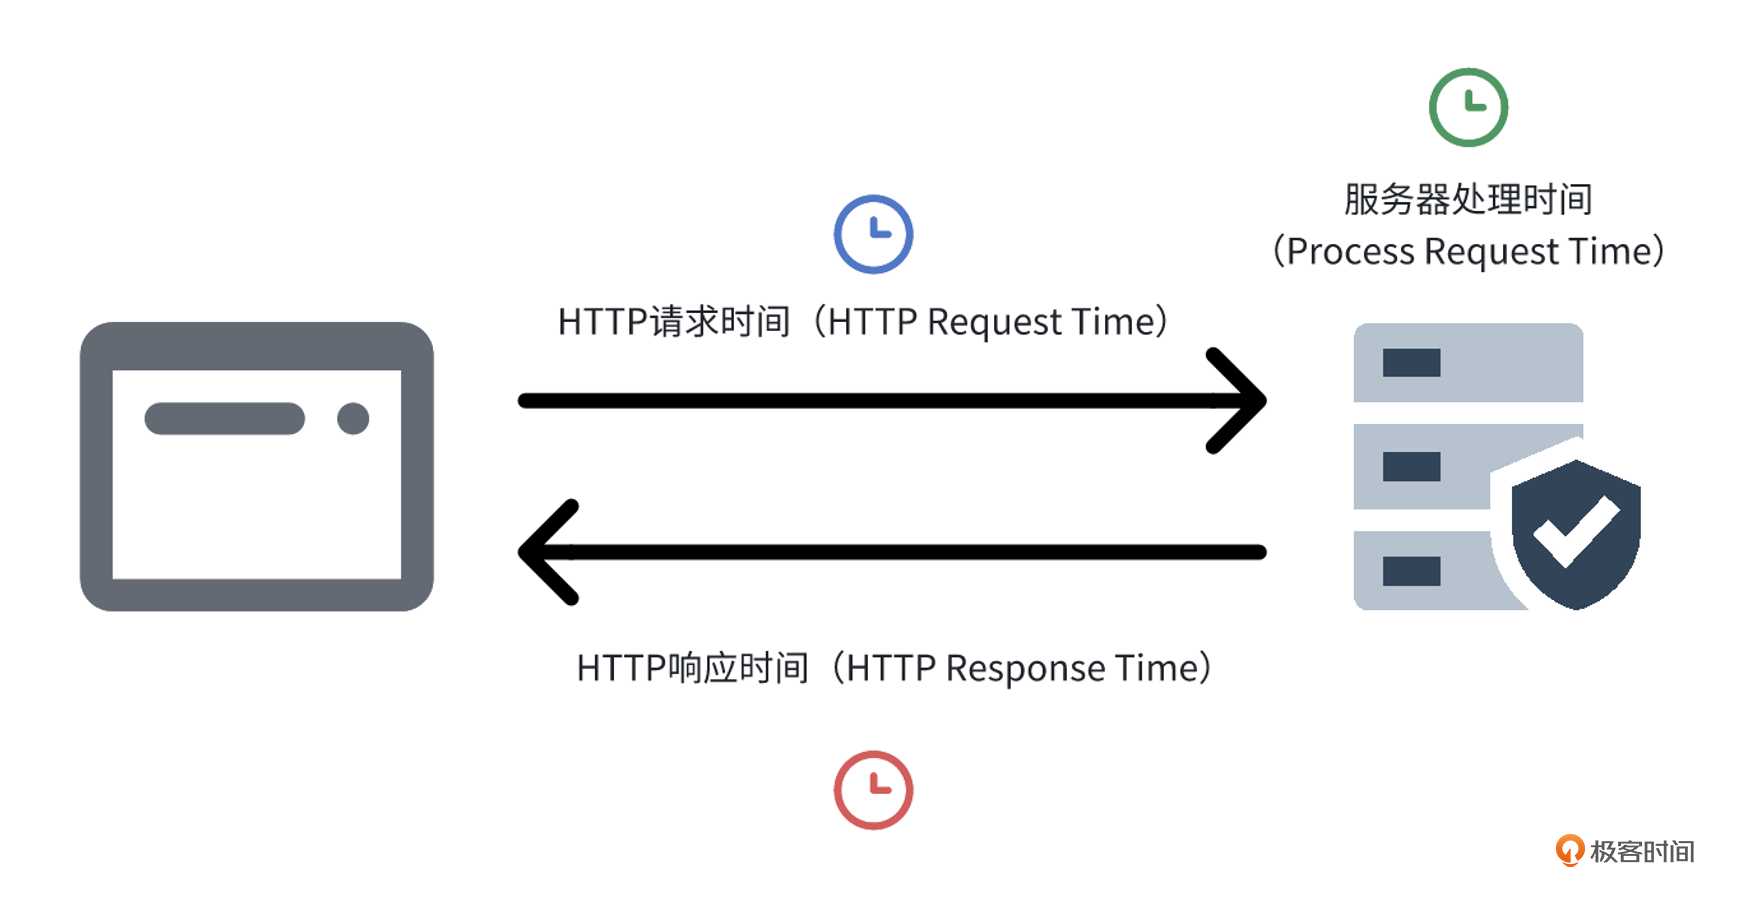 服务器处理时间
（Process Request Time）
HTTP请求时间（HTTP Request Time）
HTTP响应时间（HTTP Response Time）
极客时间